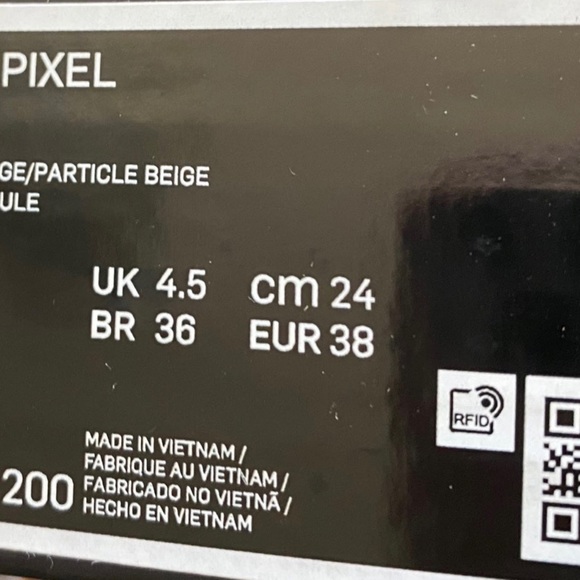 PIXEL
GE/PARTICLE BEIGE
ULE
UK 4.5 cm 24
BR 36 EUR 38
RFID
MADE IN VIETNAM /
FABRIQUE AU VIETNAM /
200 FABRICADO NO VIETNÃ /
HECHO EN VIETNAM